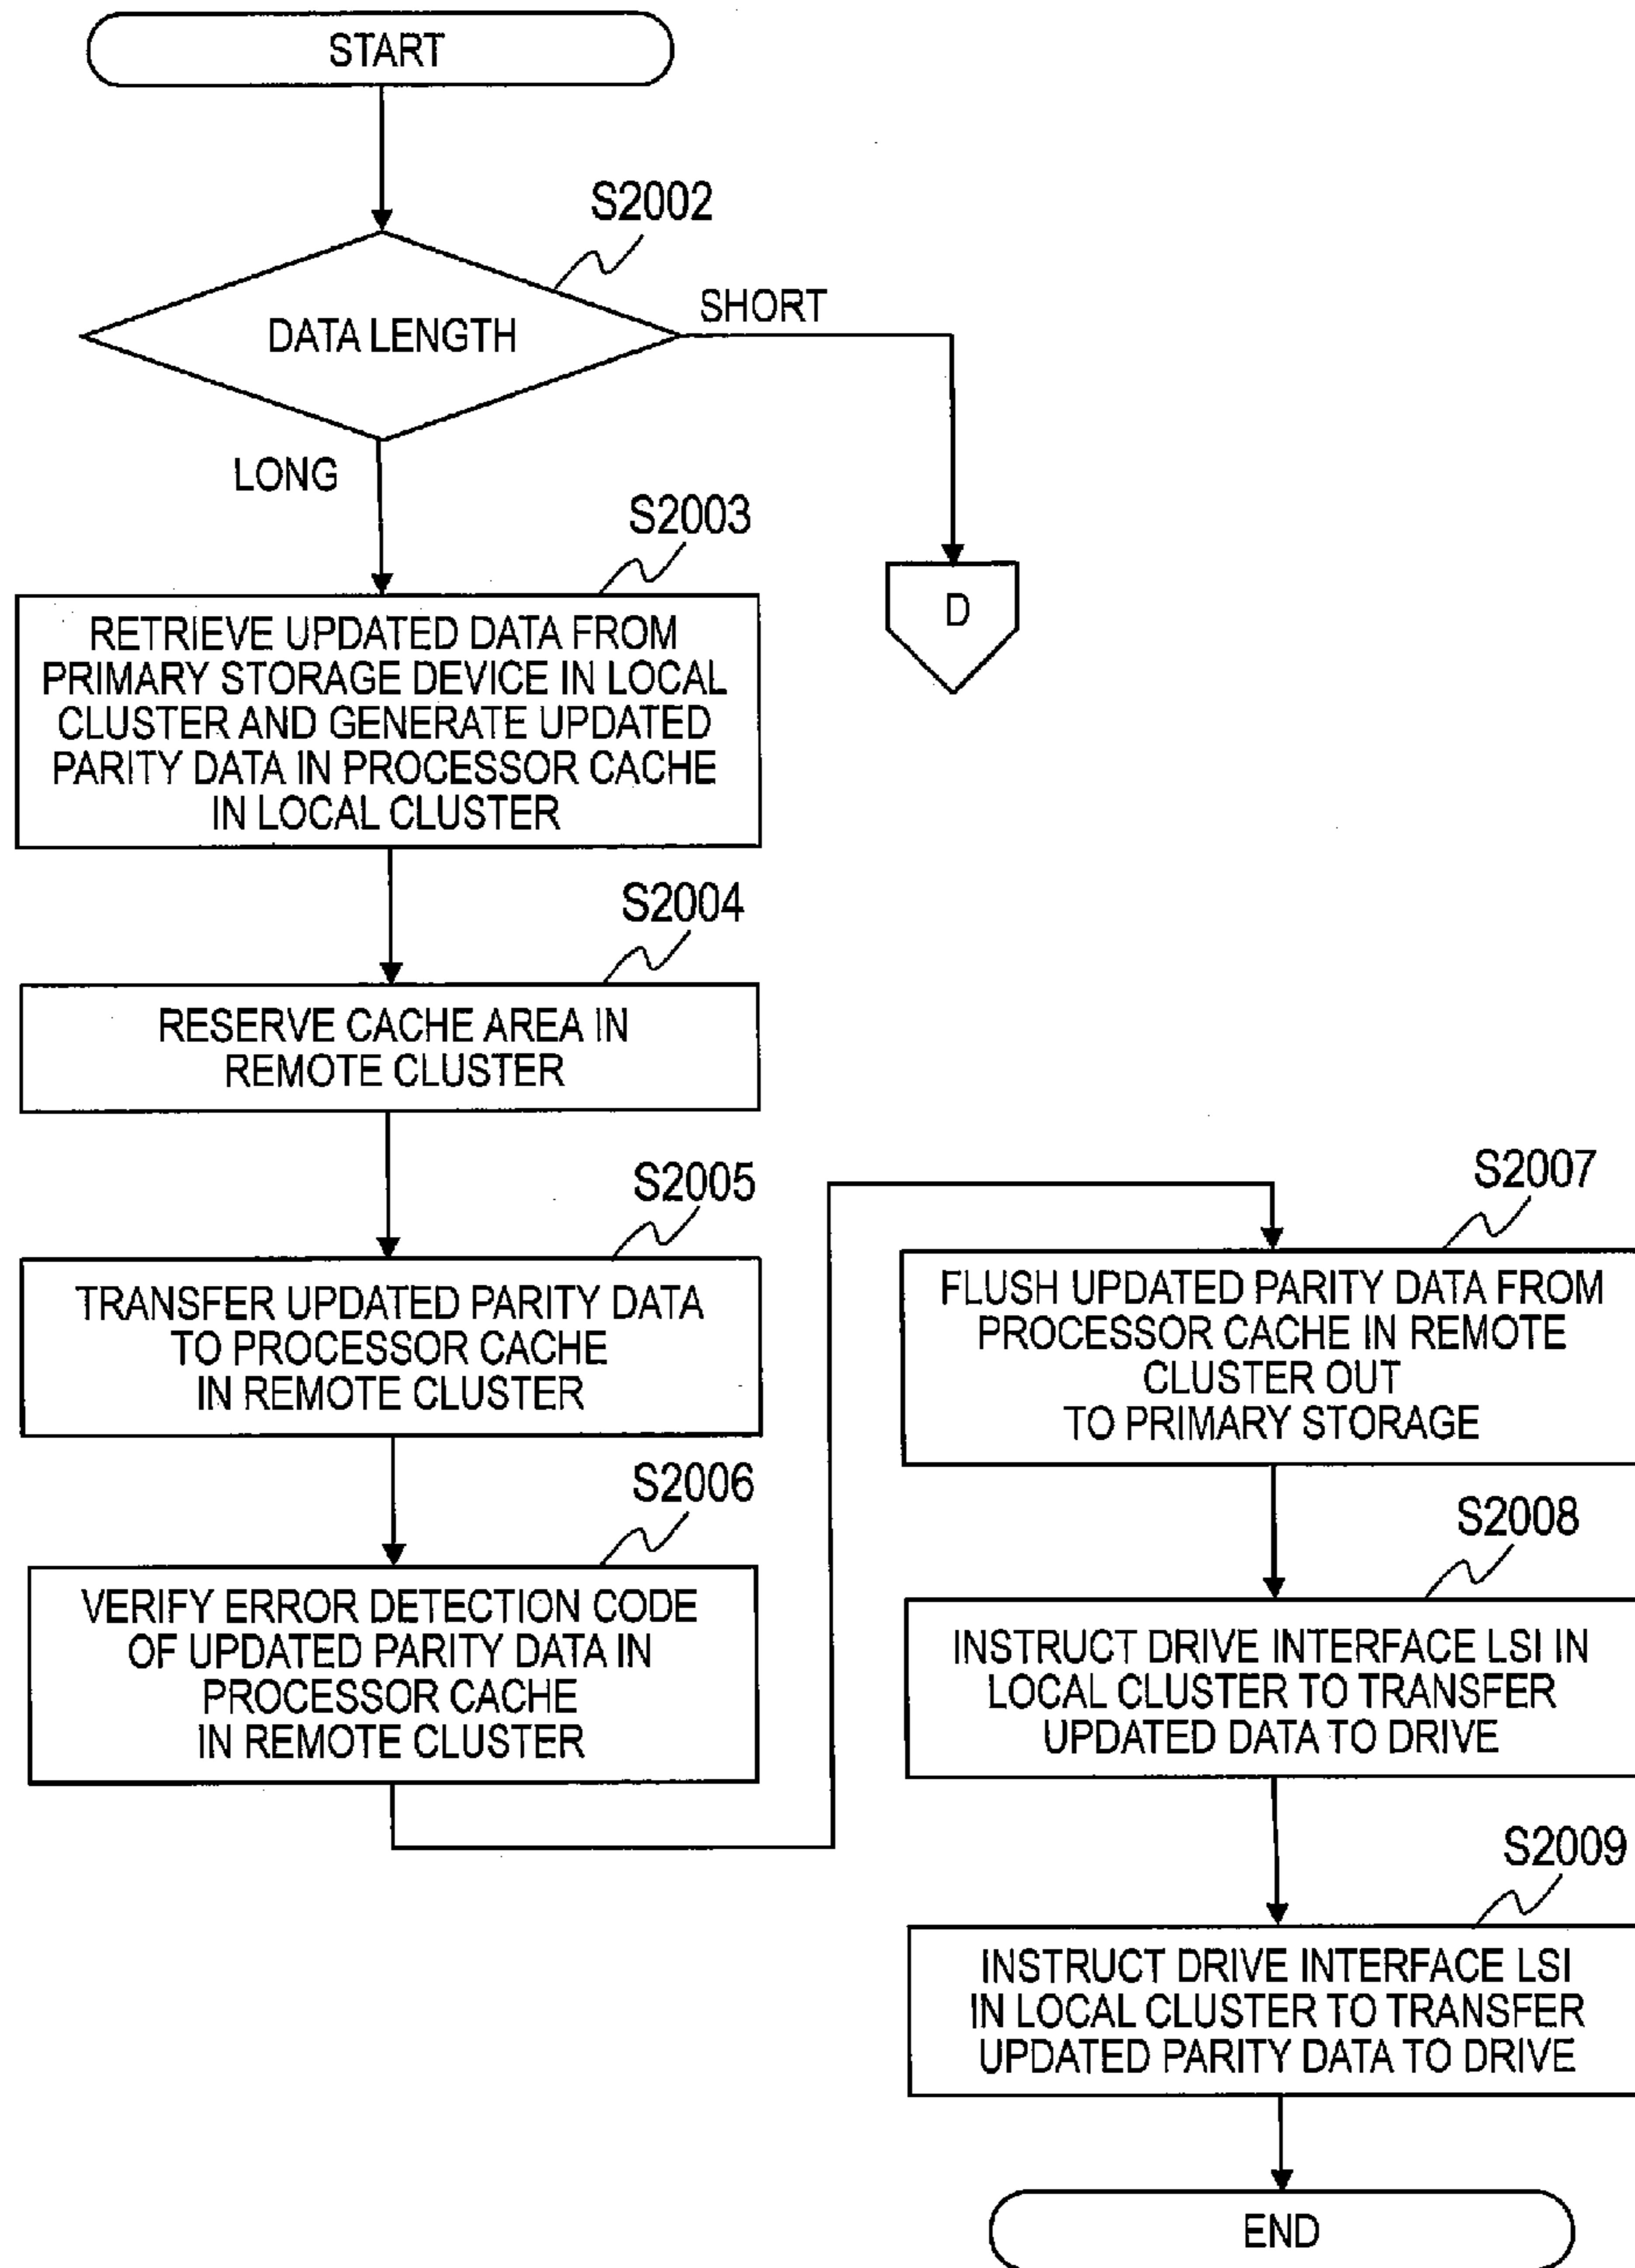 START
S2002
DATA LENGTH
SHORT
LONG
D
S2003
RETRIEVE UPDATED DATA FROM
PRIMARY STORAGE DEVICE IN LOCAL
CLUSTER AND GENERATE UPDATED
PARITY DATA IN PROCESSOR CACHE
IN LOCAL CLUSTER
S2004
RESERVE CACHE AREA IN
REMOTE CLUSTER
S2005
TRANSFER UPDATED PARITY DATA
TO PROCESSOR CACHE
IN REMOTE CLUSTER
S2006
VERIFY ERROR DETECTION CODE
OF UPDATED PARITY DATA IN
PROCESSOR CACHE
IN REMOTE CLUSTER
S2007
FLUSH UPDATED PARITY DATA FROM
PROCESSOR CACHE IN REMOTE
CLUSTER OUT
TO PRIMARY STORAGE
S2008
INSTRUCT DRIVE INTERFACE LSI IN
LOCAL CLUSTER TO TRANSFER
UPDATED DATA TO DRIVE
S2009
INSTRUCT DRIVE INTERFACE LSI
IN LOCAL CLUSTER TO TRANSFER
UPDATED PARITY DATA TO DRIVE
END